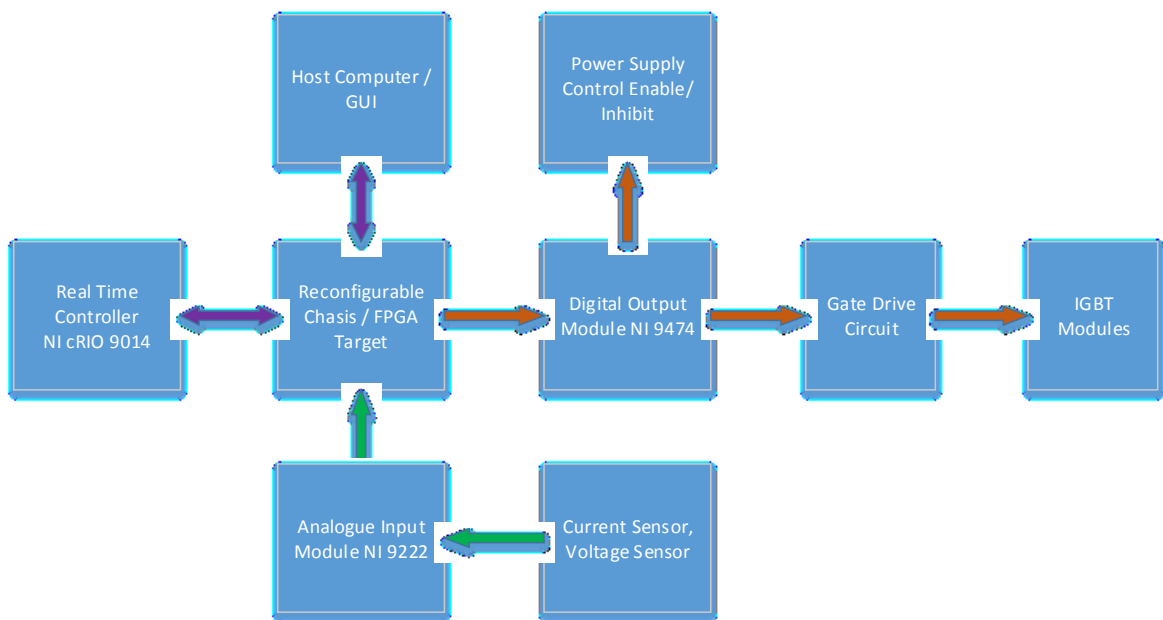 Host Computer /
GUI
Power Supply
Control Enable/
Inhibit
Real Time
Controller
NI cRIO 9014
Reconfigurable
Chasis / FPGA
Target
Digital Output
Module NI 9474
Gate Drive
Circuit
IGBT
Modules
Analogue Input
Module NI 9222
Current Sensor,
Voltage Sensor